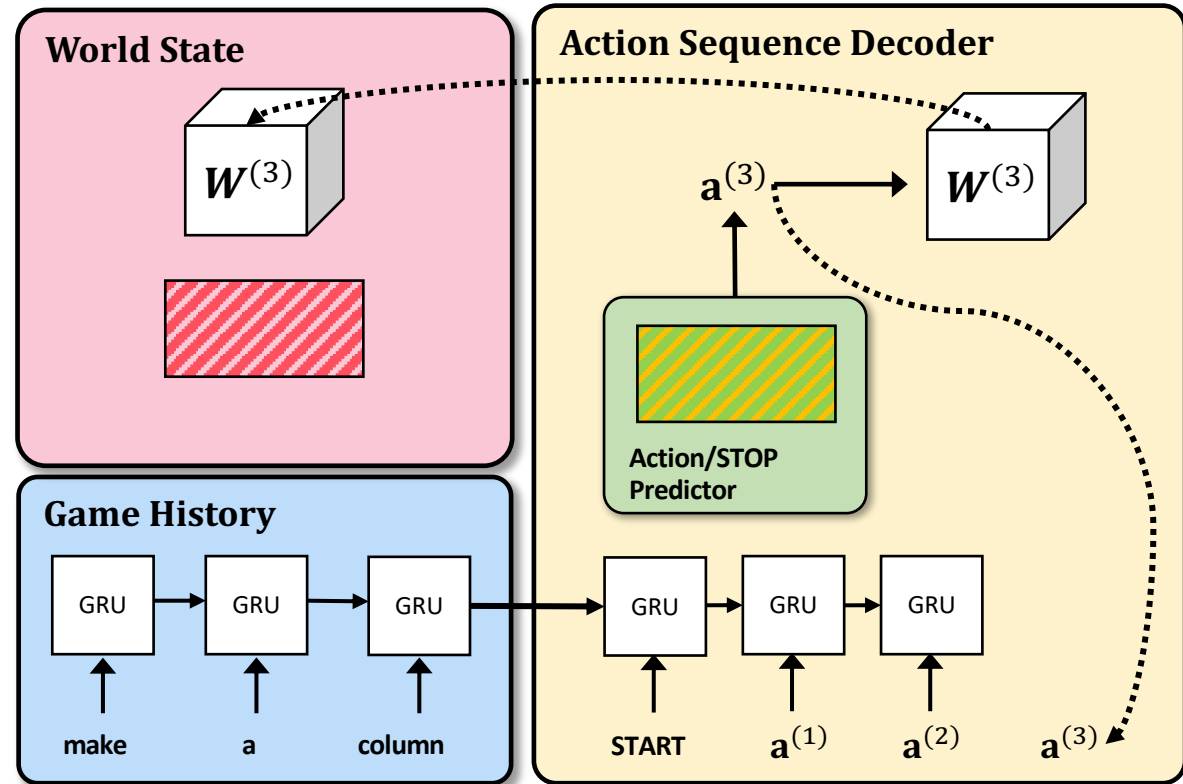 World State
W^(3)
Game History
GRU
GRU
GRU
make
a
column
Action Sequence Decoder
a^(3)
W^(3)
Action/STOP
Predictor
GRU
GRU
GRU
START
a^(1)
a^(2)
a^(3)